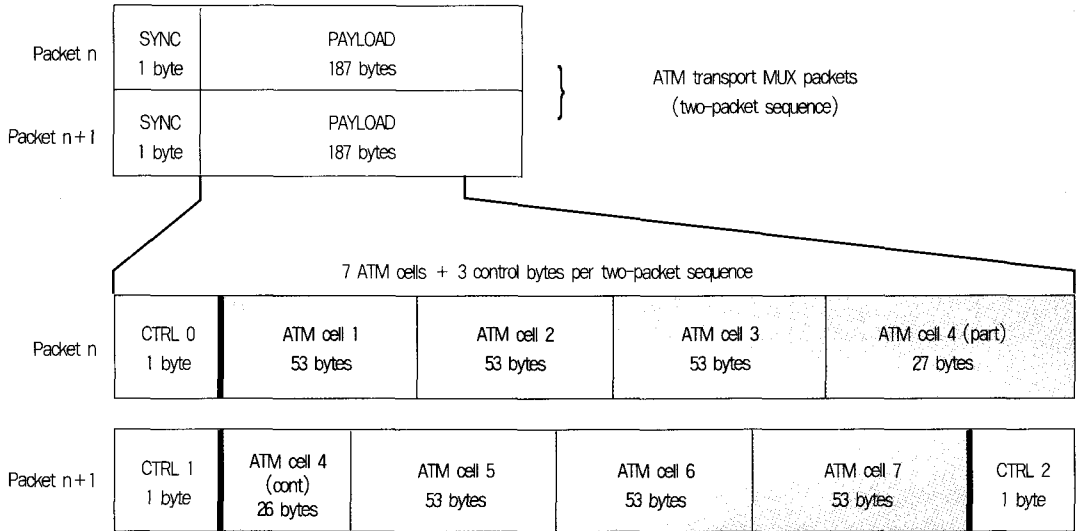 Packet n
SYNC
1 byte
PAYLOAD
187 bytes
Packet n+1
SYNC
1 byte
PAYLOAD
187 bytes
}
ATM transport MUX packets
(two-packet sequence)
7 ATM cells + 3 control bytes per two-packet sequence
Packet n
CTRL 0
1 byte
ATM cell 1
53 bytes
ATM cell 2
53 bytes
ATM cell 3
53 bytes
ATM cell 4 (part)
27 bytes
Packet n+1
CTRL 1
1 byte
ATM cell 4
(cont)
26 bytes
ATM cell 5
53 bytes
ATM cell 6
53 bytes
ATM cell 7
53 bytes
CTRL 2
1 byte